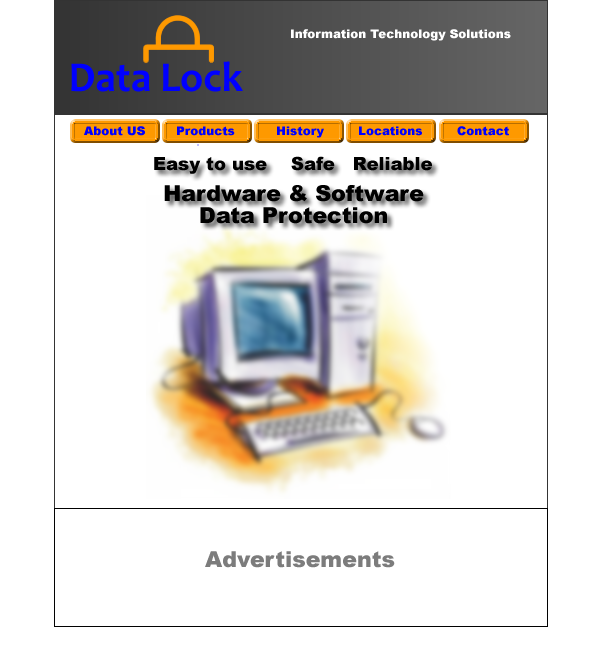 Information Technology Solutions
Data Lock
About US Products History Locations Contact
Easy to use Safe Reliable
Hardware & Software
Data Protection
Advertisements